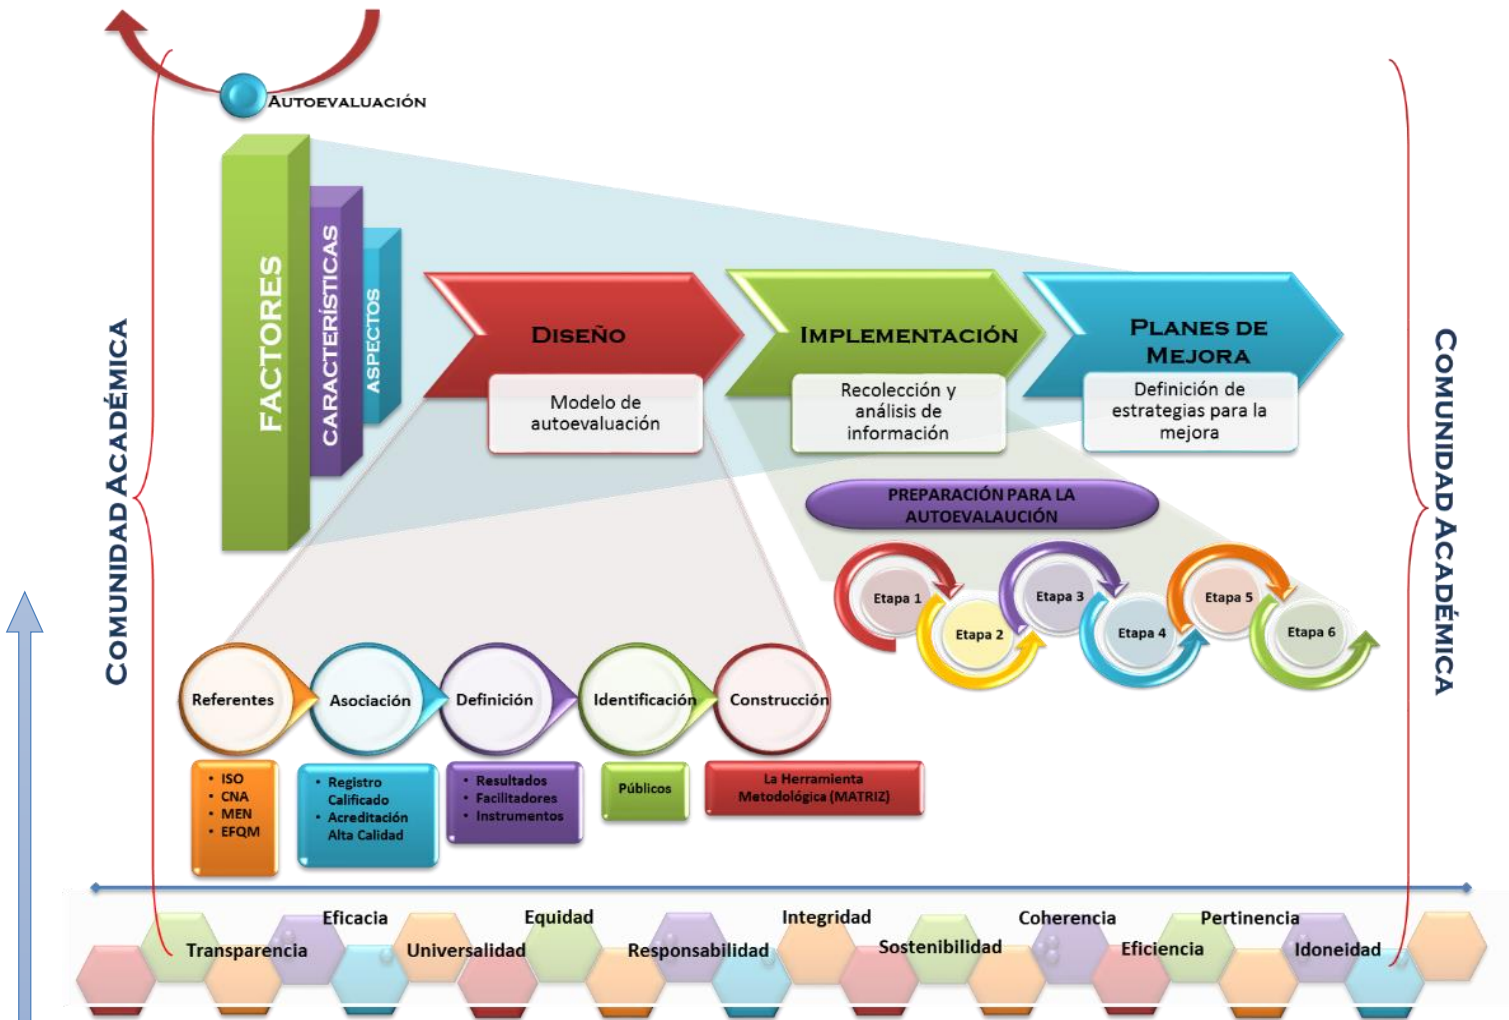 AUTOEVALUACIÓN
COMUNIDAD ACADÉMICA
FACTORES
CARACTERÍSTICAS
ASPECTOS
DISEÑO
Modelo de
autoevaluación
IMPLEMENTACIÓN
Recolección y
análisis de
información
PLANES DE
MEJORA
Definición de
estrategias para la
mejora
COMUNIDAD ACADÉMICA
PREPARACIÓN PARA LA
AUTOEVALAUCIÓN
Etapa 1
Etapa 2
Etapa 3
Etapa 4
Etapa 5
Etapa 6
Referentes
Asociación
Definición
Identificación
Construcción
• ISO
• CNA
• MEN
• EFQM
• Registro
Calificado
• Acreditación
Alta Calidad
• Resultados
• Facilitadores
• Instrumentos
Públicos
La Herramienta
Metodológica (MATRIZ)
Transparencia
Eficacia
Universalidad
Equidad
Responsabilidad
Integridad
Sostenibilidad
Coherencia
Eficiencia
Pertinencia
Idoneidad